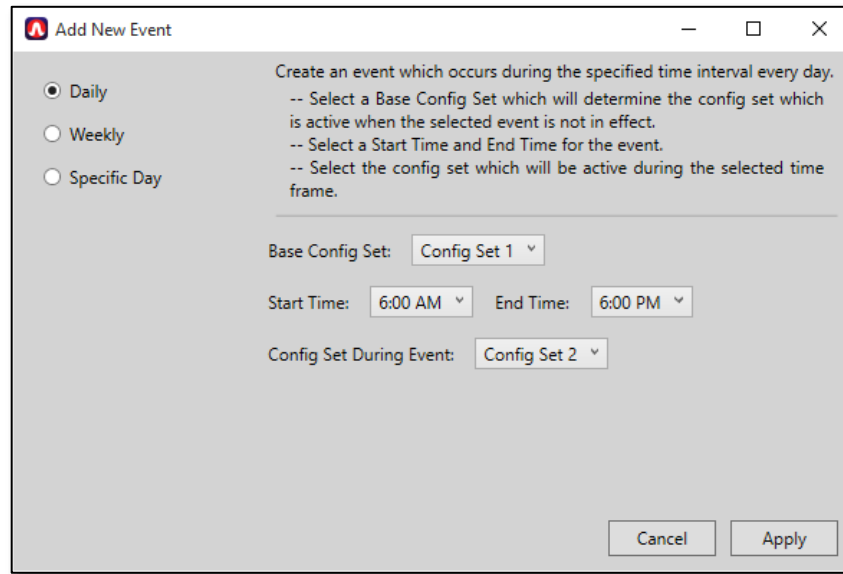 Add New Event
Daily
Weekly
Specific Day
Create an event which occurs during the specified time interval every day.
-- Select a Base Config Set which will determine the config set which
is active when the selected event is not in effect.
-- Select a Start Time and End Time for the event.
-- Select the config set which will be active during the selected time
frame.
Base Config Set: Config Set 1
Start Time: 6:00 AM End Time: 6:00 PM
Config Set During Event: Config Set 2
Cancel Apply